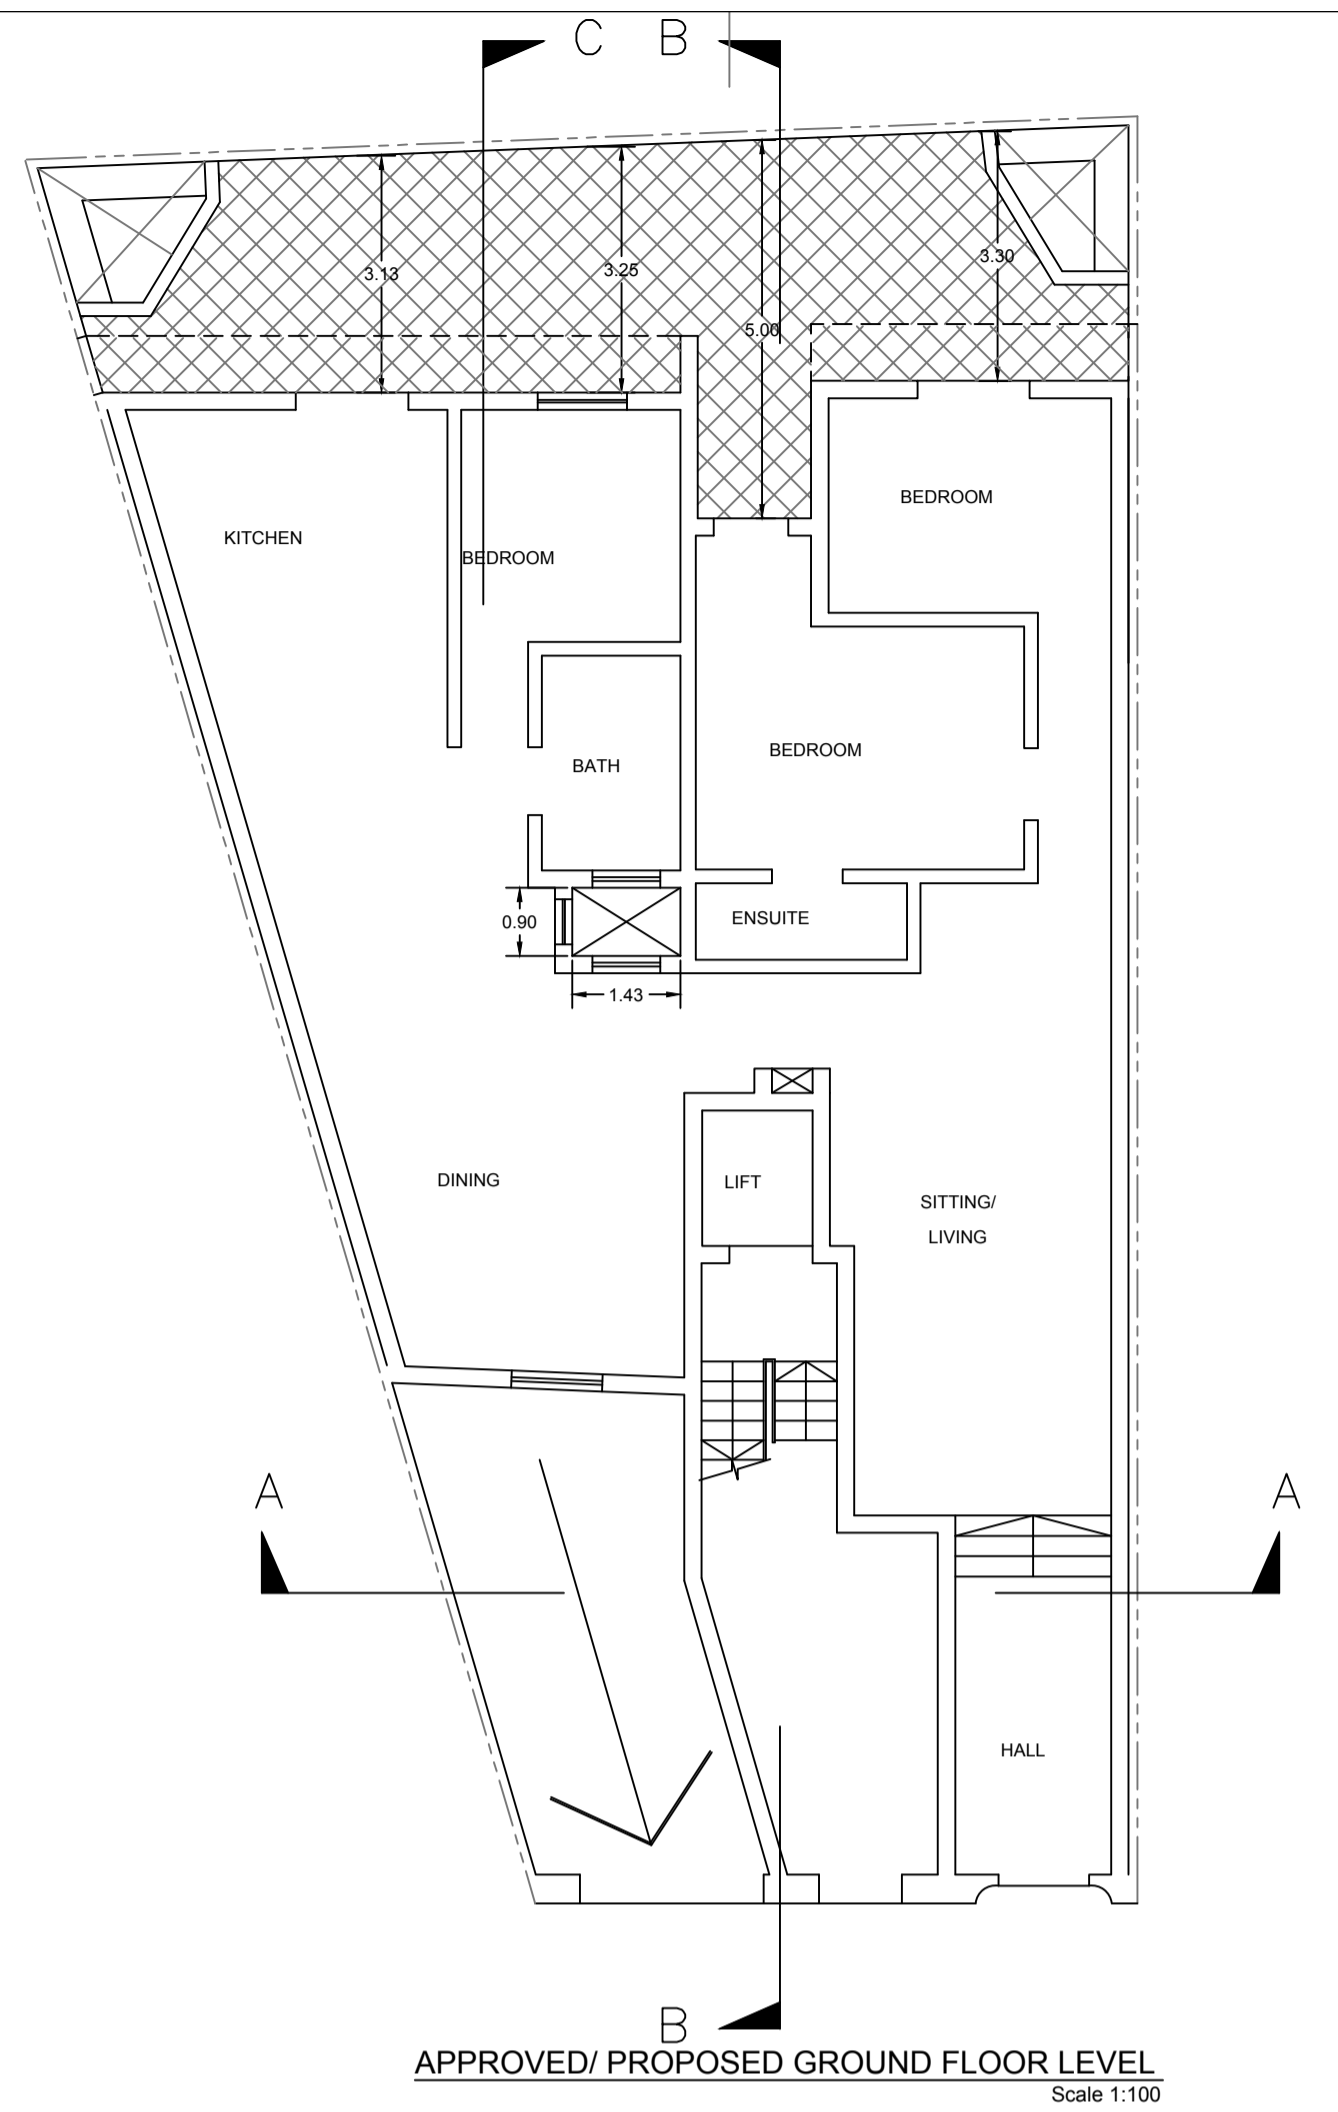 C B
3.13
3.25
5.00
3.30
KITCHEN
BEDROOM
BEDROOM
BATH
BEDROOM
0.90
ENSUITE
1.43
DINING
LIFT
SITTING/
LIVING
A
A
HALL
B
APPROVED/ PROPOSED GROUND FLOOR LEVEL
Scale 1:100